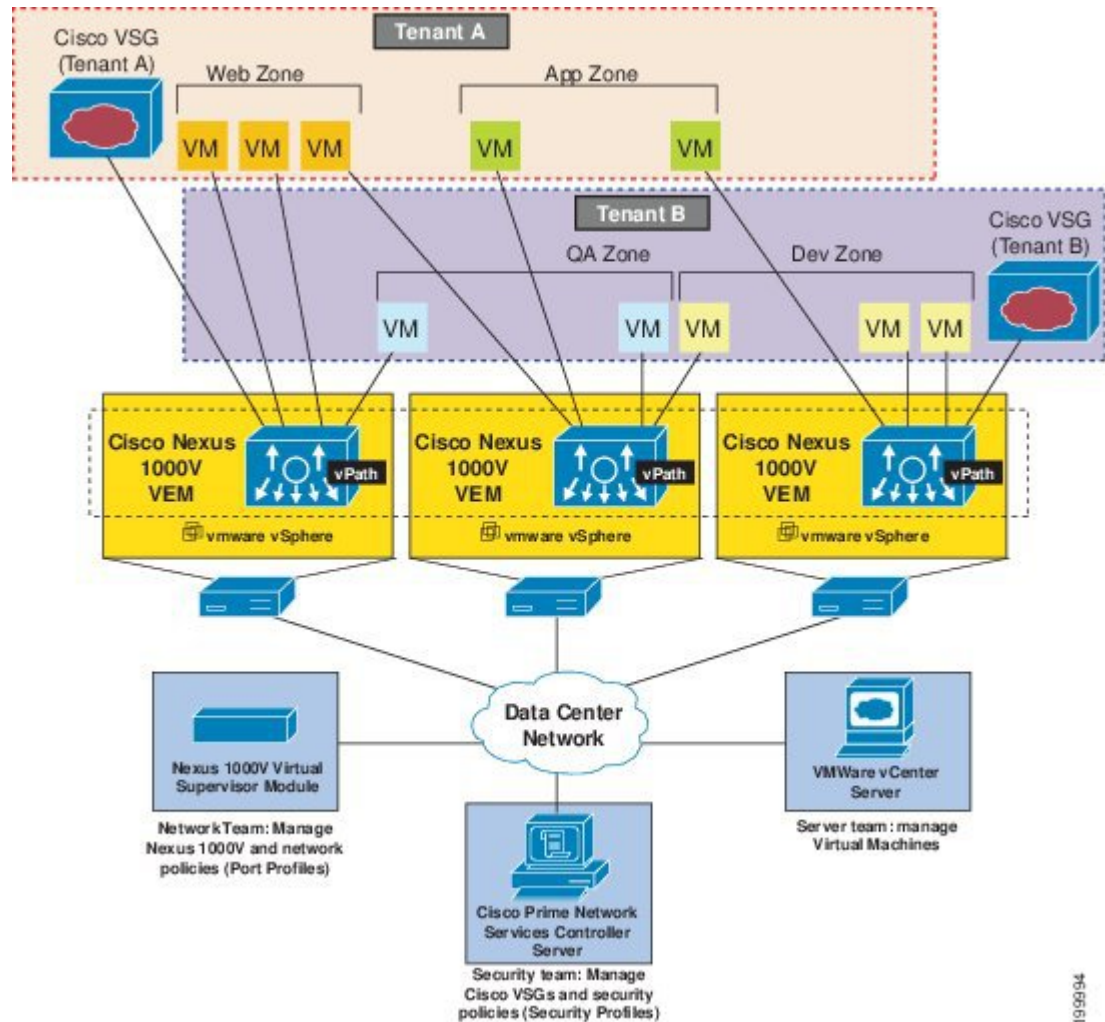 Tenant A
Cisco VSG
(Tenant A)
Web Zone
App Zone
VM
VM
VM
VM
VM
Tenant B
Cisco VSG
(Tenant B)
QA Zone
Dev Zone
VM
VM
VM
VM
VM
Cisco Nexus
1000V
VEM
vPath
vmware vSphere
Cisco Nexus
1000V
VEM
vPath
vmware vSphere
Cisco Nexus
1000V
VEM
vPath
vmware vSphere
Data Center
Network
Nexus 1000V Virtual
Supervisor Module
NetworkTeam: Manage
Nexus 1000V and network
policies (Port Profiles)
VMWare vCenter
Server
Server team: manage
Virtual Machines
Cisco Prime Network
Services Controller
Server
Security team: Manage
Cisco VSGs and security
policies (Security Profiles)
199994